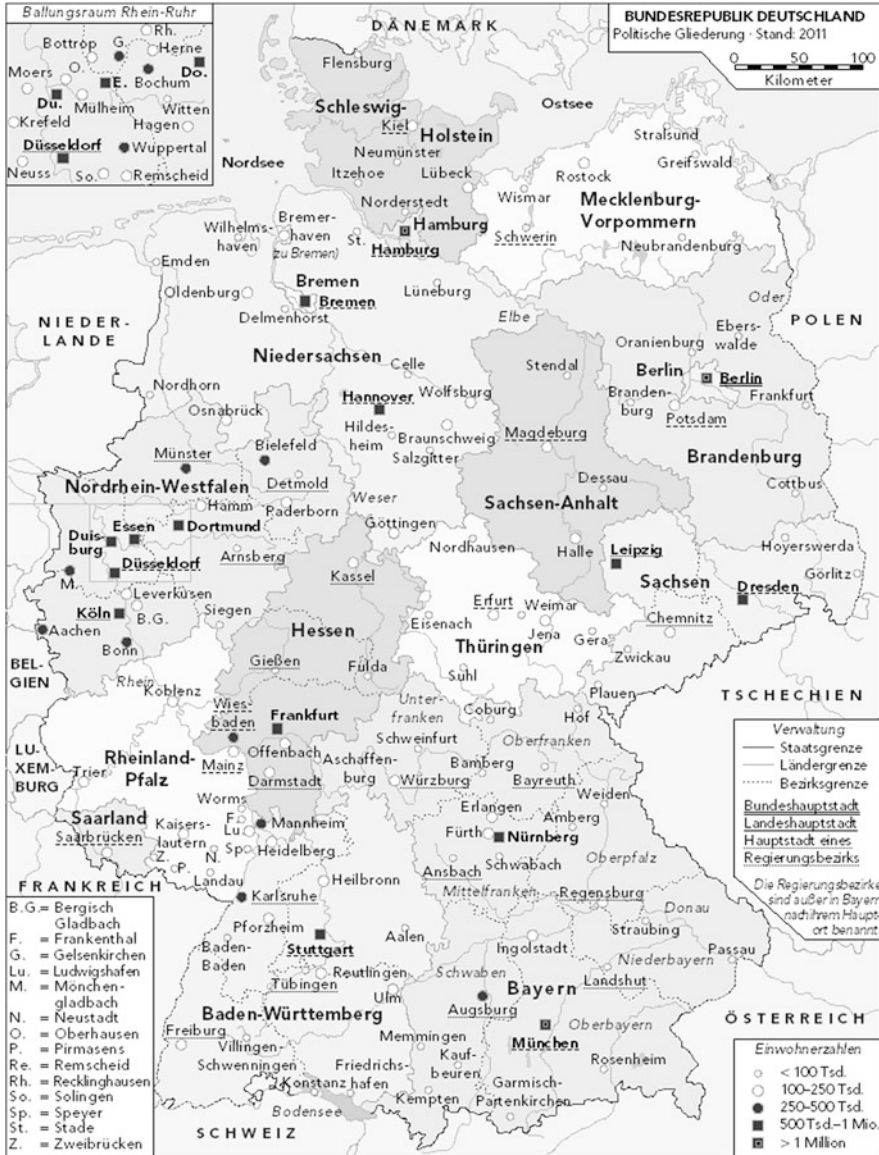 Ballungsraum Rhein-Ruhr
Rh.
G.
Bottrop
Herne
O.
Moers
E.
Do.
Bochum
Du.
Mülheim
Witten
Krefeld
Hagen
Düsseldorf
Wuppertal
Neuss
So.
Remscheid
DÄNEMARK
BUNDESREPUBLIK DEUTSCHLAND
Politische Gliederung · Stand: 2011
0 50 100
Kilometer
Flensburg
Schleswig-
Holstein
Kiel
Ostsee
Nordsee
Neumünster
Itzehoe
Lübeck
Stralsund
Greifswald
Rostock
Wismar
Mecklenburg-
Vorpommern
Norderstedt
Hamburg
Hamburg
Schwerin
Neubrandenburg
Wilhelms-
haven
Bremer-
haven
(zu Bremen)
St.
Emden
Oldenburg
Bremen
Bremen
Delmenhorst
Lüneburg
Elbe
Oder
NIEDER-
LANDE
POLEN
Niedersachsen
Oranienburg
Ebers-
walde
Celle
Stendal
Berlin
Berlin
Nordhorn
Hannover
Wolfsburg
Branden-
burg
Potsdam
Frankfurt
Osnabrück
Hildes-
heim
Braunschweig
Salzgitter
Magdeburg
Münster
Bielefeld
Brandenburg
Nordrhein-Westfalen
Detmold
Dessau
Cottbus
Hamm
Paderborn
Weser
Sachsen-Anhalt
Essen
Dortmund
Duis-
burg
Göttingen
Nordhausen
Halle
Leipzig
Hoyerswerda
Düsseldorf
Arnsberg
Kassel
Sachsen
Görlitz
M.
Leverkusen
Dresden
Köln
B.G.
Siegen
Eisenach
Erfurt
Weimar
Jena
Gera
Chemnitz
Aachen
Hessen
Thüringen
Zwickau
Bonn
Gießen
Fulda
Suhl
BEL-
GIEN
Rhein
Koblenz
Plauen
TSCHECHIEN
Wies-
baden
Frankfurt
Unter-
franken
Coburg
Hof
Offenbach
Schweinfurt
Oberfranken
LU-
XEM-
BURG
Rheinland-
Pfalz
Mainz
Aschaffen-
burg
Bamberg
Trier
Darmstadt
Würzburg
Bayreuth
Weiden
Worms
Erlangen
Amberg
Saarland
F.
Mannheim
Saarbrücken
Kaisers-
lautern
Lu.
Fürth
Nürnberg
Z.
P.
N.
Sp.
Heidelberg
Ansbach
Schwabach
Oberpfalz
Landau
Heilbronn
Mittelfranken
Regensburg
FRANKREICH
Karlsruhe
Donau
Pforzheim
Stuttgart
Aalen
Ingolstadt
Straubing
Passau
Baden-
Baden
Reutlingen
Schwaben
Niederbayern
Tübingen
Ulm
Bayern
Landshut
Baden-Württemberg
Augsburg
Freiburg
Memmingen
München
Oberbayern
ÖSTERREICH
Villingen-
Schwenningen
Kauf-
beuren
Rosenheim
Friedrichs-
hafen
Konstanz
Kempten
Garmisch-
Partenkirchen
Bodensee
SCHWEIZ
Verwaltung
Staatsgrenze
Ländergrenze
Bezirksgrenze
Bundeshauptstadt
Landeshauptstadt
Hauptstadt eines
Regierungsbezirks
Die Regierungsbezirke
sind außer in Bayern
nach ihrem Haupt-
ort benannt
Einwohnerzahlen
< 100 Tsd.
100–250 Tsd.
250–500 Tsd.
500 Tsd.–1 Mio.
> 1 Million
B.G. = Bergisch
Gladbach
F. = Frankenthal
G. = Gelsenkirchen
Lu. = Ludwigshafen
M. = Mönchen-
gladbach
N. = Neustadt
O. = Oberhausen
P. = Pirmasens
Re. = Remscheid
Rh. = Recklinghausen
So. = Solingen
Sp. = Speyer
St. = Stade
Z. = Zweibrücken